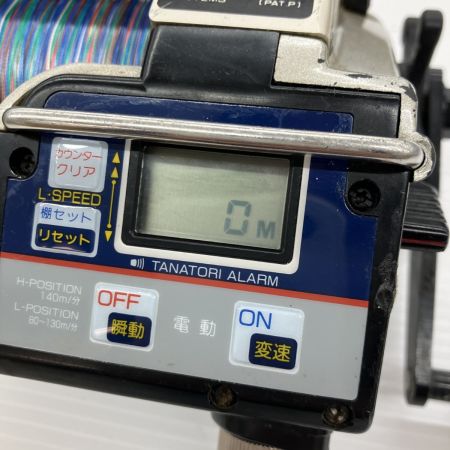 [PAT.P]
カウンター
クリア
L-SPEED
棚セット
リセット
0M
TANATORI ALARM
H-POSITION
140m/分
L-POSITION
80～130m/分
OFF
瞬動
電動
ON
変速